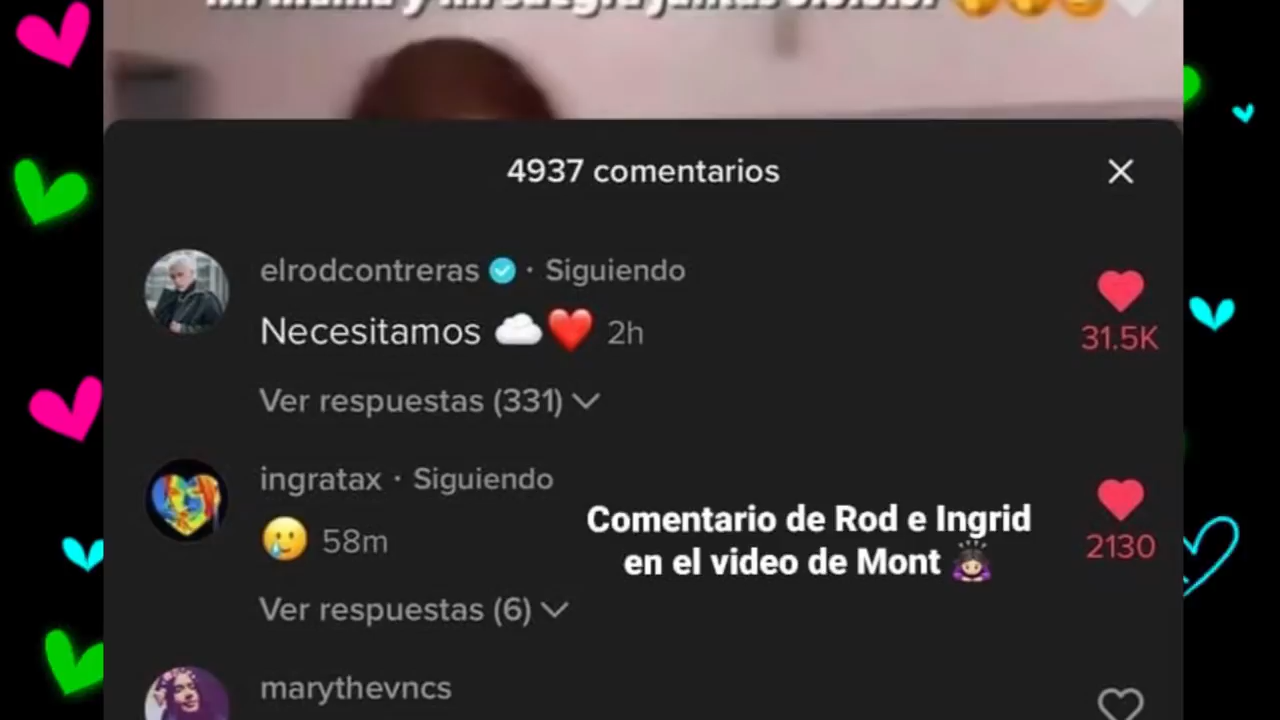 4937 comentarios
elrodcontreras · Siguiendo
Necesitamos ☁️❤️ 2h
31.5K
Ver respuestas (331)
ingratax · Siguiendo
🥲 58m
2130
Comentario de Rod e Ingrid
en el video de Mont 🙇🏻‍♀️
Ver respuestas (6)
marythevncs